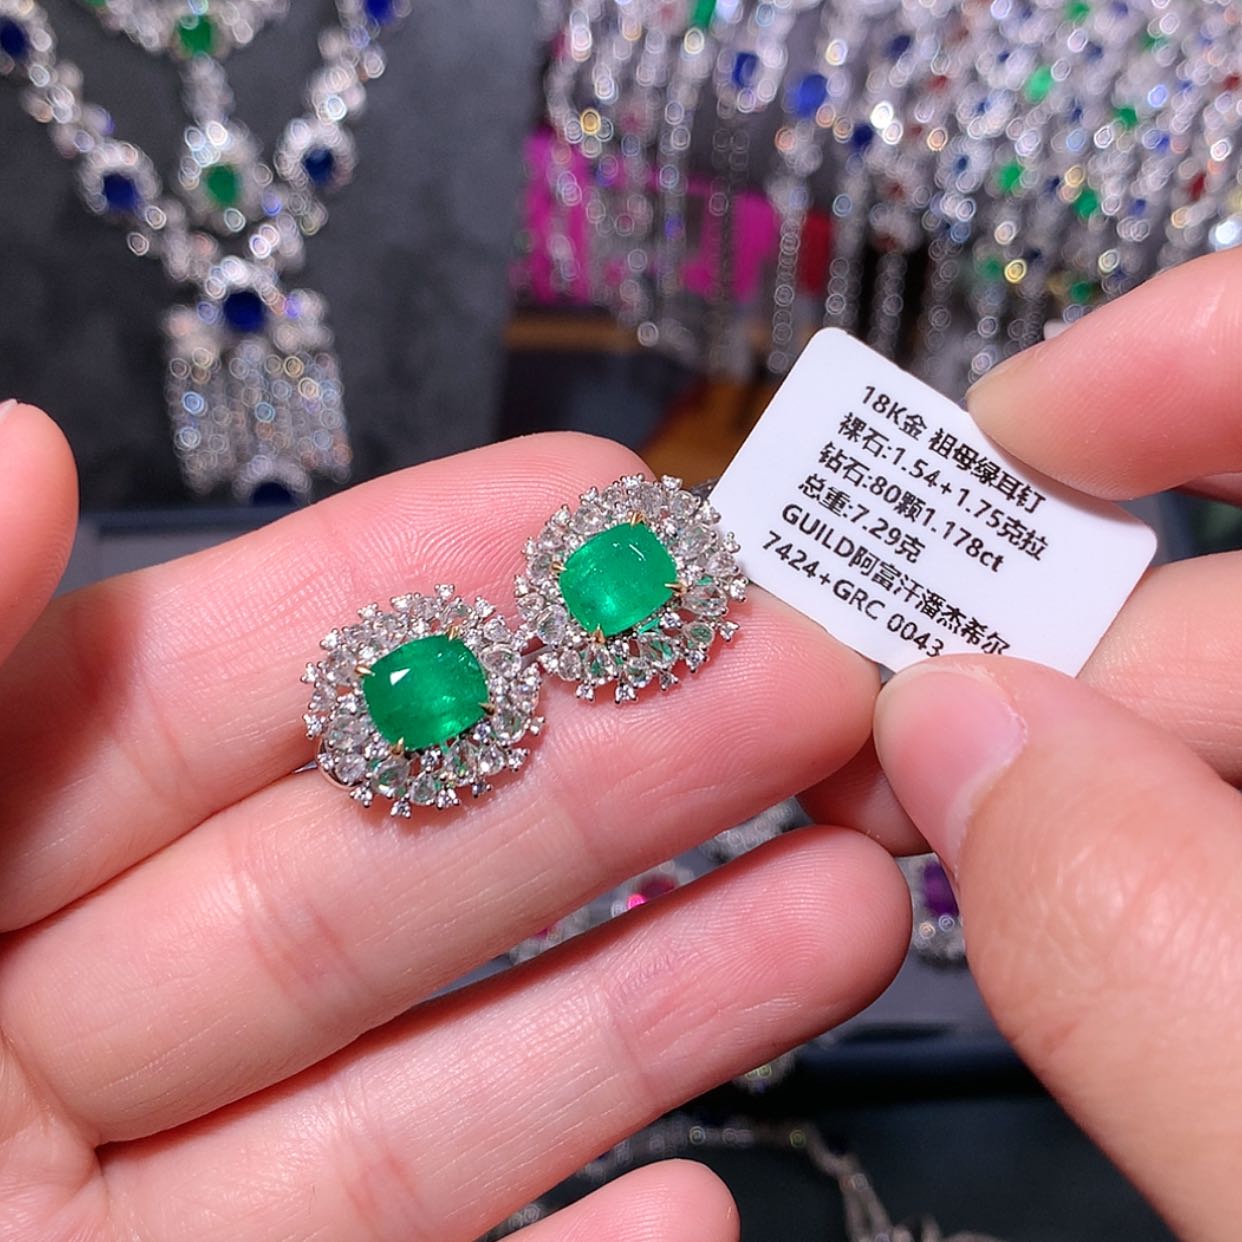 18K金 祖母绿耳钉
裸石:1.54+1.75克拉
钻石:80颗1.178ct
总重:7.29克
GUILD阿富汗潘杰希尔
7424+GRC 0043